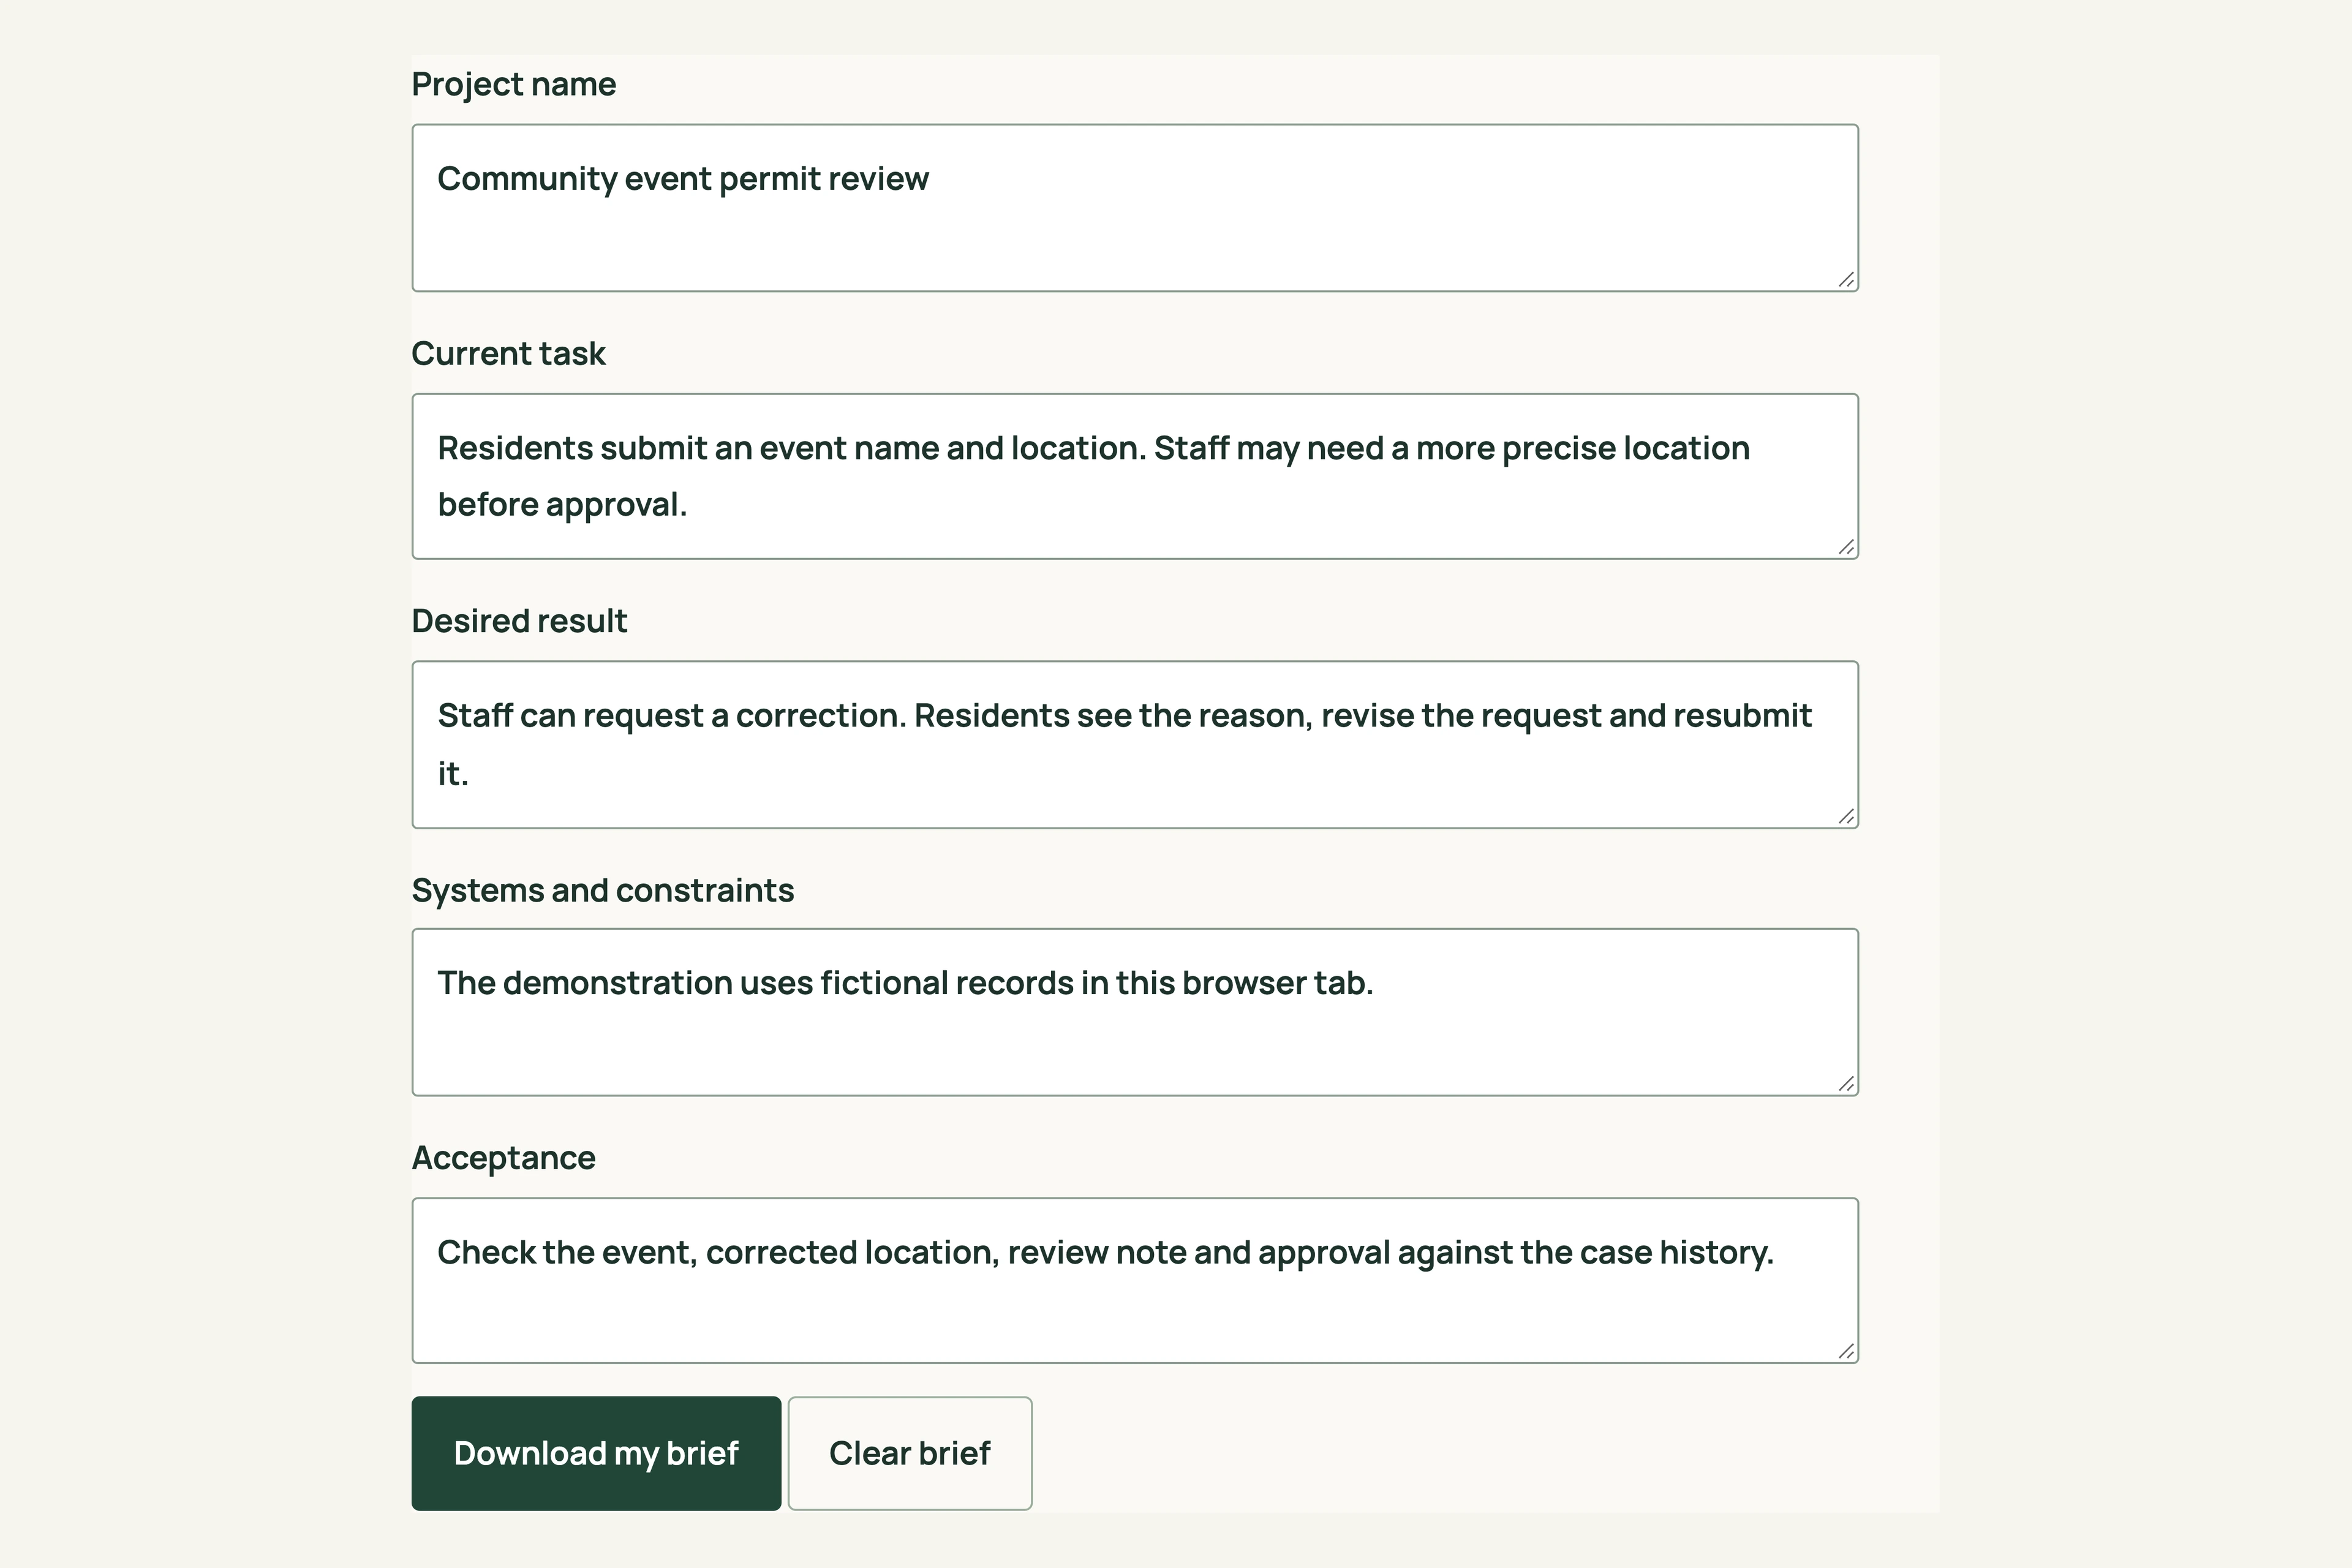 Project name
Community event permit review
Current task
Residents submit an event name and location. Staff may need a more precise location
before approval.
Desired result
Staff can request a correction. Residents see the reason, revise the request and resubmit
it.
Systems and constraints
The demonstration uses fictional records in this browser tab.
Acceptance
Check the event, corrected location, review note and approval against the case history.
Download my brief
Clear brief